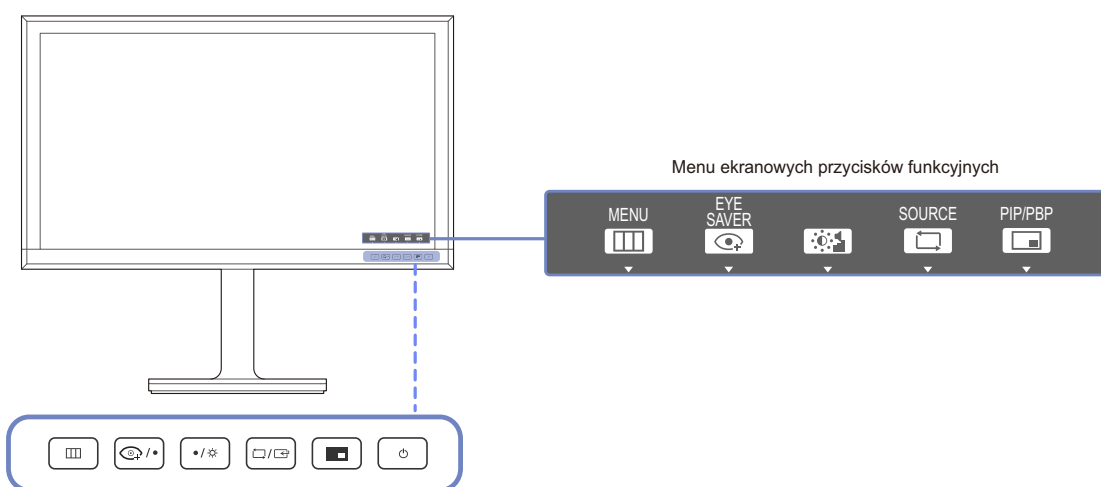 Menu ekranowych przycisków funkcyjnych
MENU
EYE
SAVER
SOURCE
PIP/PBP